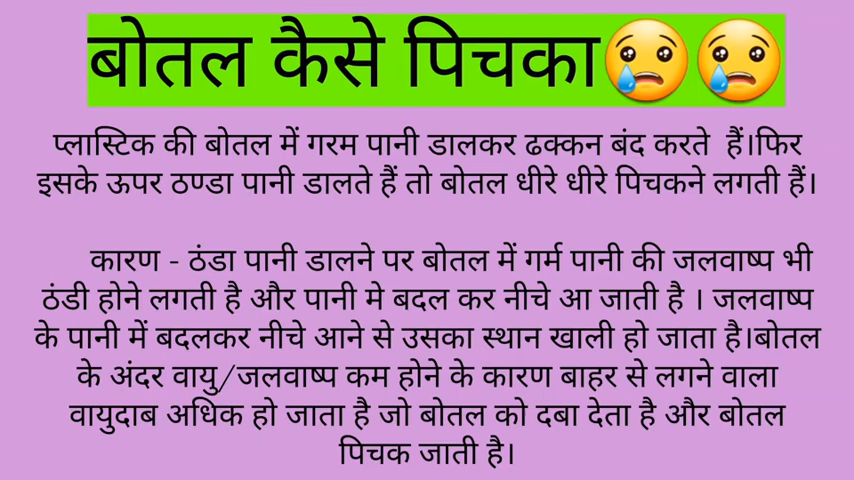 बोतल कैसे पिचका😢😢
प्लास्टिक की बोतल में गरम पानी डालकर ढक्कन बंद करते हैं।फिर
इसके ऊपर ठण्डा पानी डालते हैं तो बोतल धीरे धीरे पिचकने लगती हैं।
कारण - ठंडा पानी डालने पर बोतल में गर्म पानी की जलवाष्प भी
ठंडी होने लगती है और पानी मे बदल कर नीचे आ जाती है । जलवाष्प
के पानी में बदलकर नीचे आने से उसका स्थान खाली हो जाता है।बोतल
के अंदर वायु/जलवाष्प कम होने के कारण बाहर से लगने वाला
वायुदाब अधिक हो जाता है जो बोतल को दबा देता है और बोतल
पिचक जाती है।